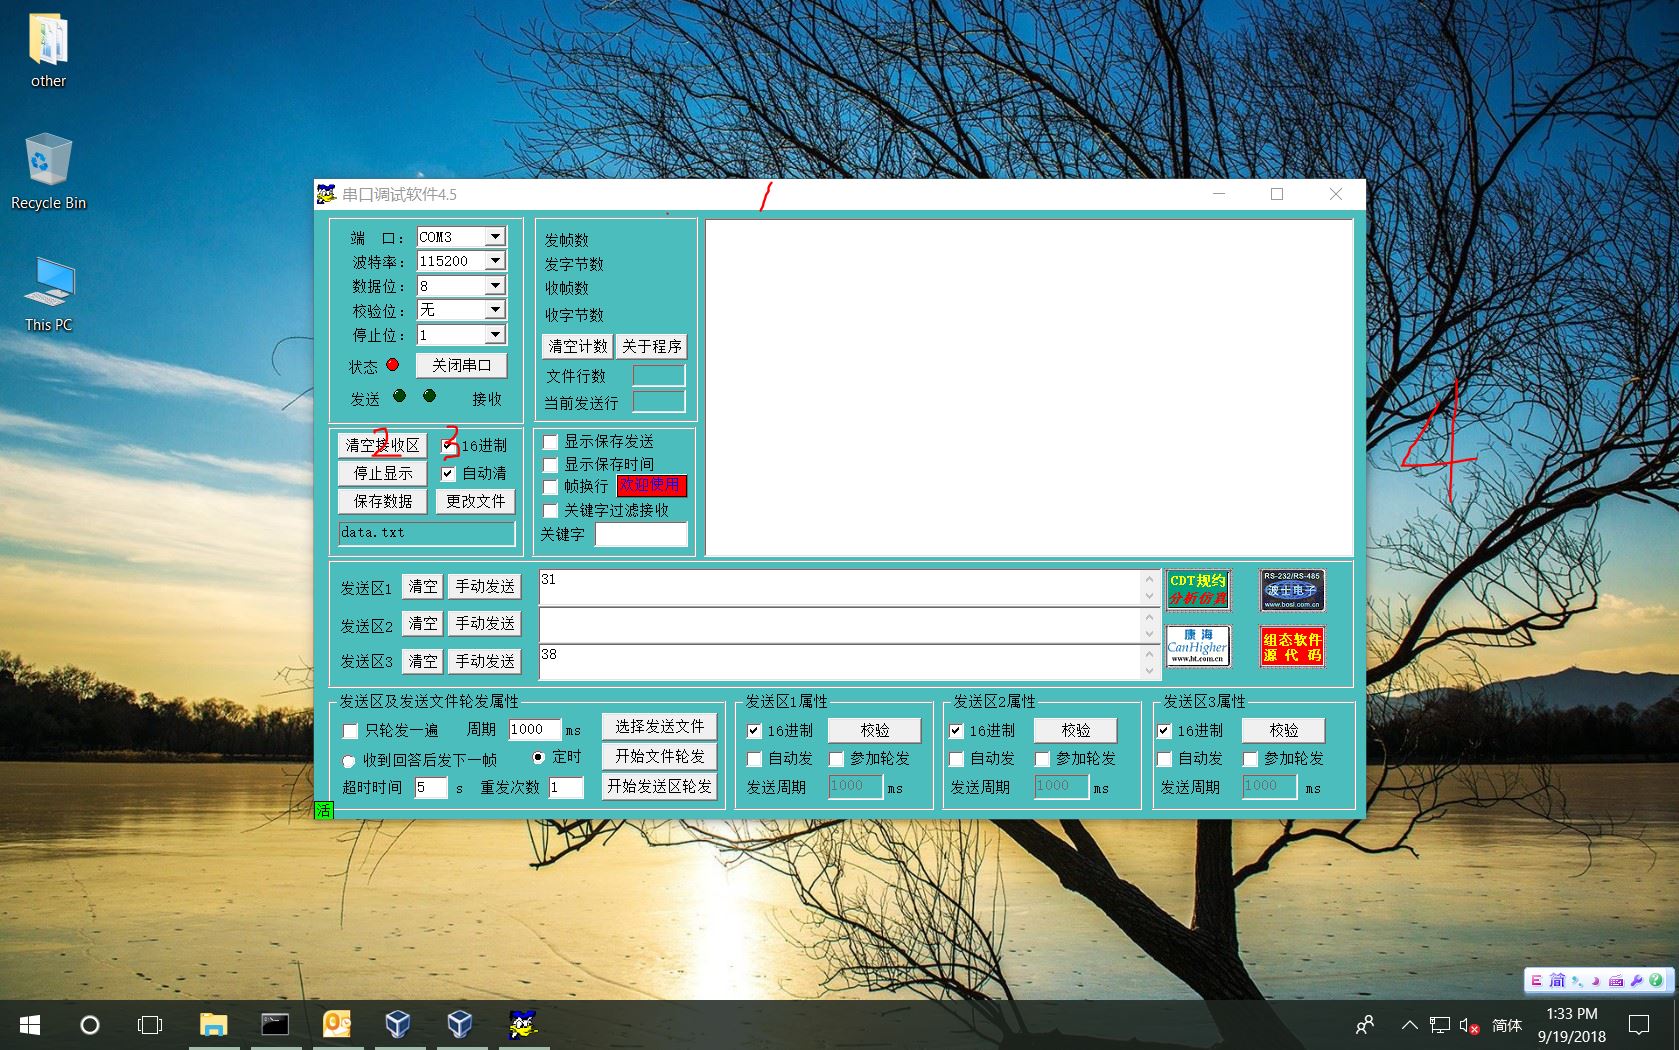 other
Recycle Bin
This PC
串口调试软件4.5
1
端 口： COM3
波特率： 115200
数据位： 8
校验位： 无
停止位： 1
状态 关闭串口
发送 接收
发帧数
发字节数
收帧数
收字节数
清空计数 关于程序
文件行数
当前发送行
清空接收区 2 3 16进制
停止显示 自动清
保存数据 更改文件
data.txt
显示保存发送
显示保存时间
帧换行 欢迎使用
关键字过滤接收
关键字
4
发送区1 清空 手动发送 31
发送区2 清空 手动发送
发送区3 清空 手动发送 38
CDT规约
分析仿真
RS-232/RS-485
波士电子
www.bosi.com.cn
康海
CanHigher
www.ht.com.cn
组态软件
源代码
发送区及发送文件轮发属性
只轮发一遍 周期 1000 ms 选择发送文件
收到回答后发下一帧 定时 开始文件轮发
超时时间 5 s 重发次数 1 开始发送区轮发
发送区1属性
16进制 校验
自动发 参加轮发
发送周期 1000 ms
发送区2属性
16进制 校验
自动发 参加轮发
发送周期 1000 ms
发送区3属性
16进制 校验
自动发 参加轮发
发送周期 1000 ms
活
E 简
简体
1:33 PM
9/19/2018